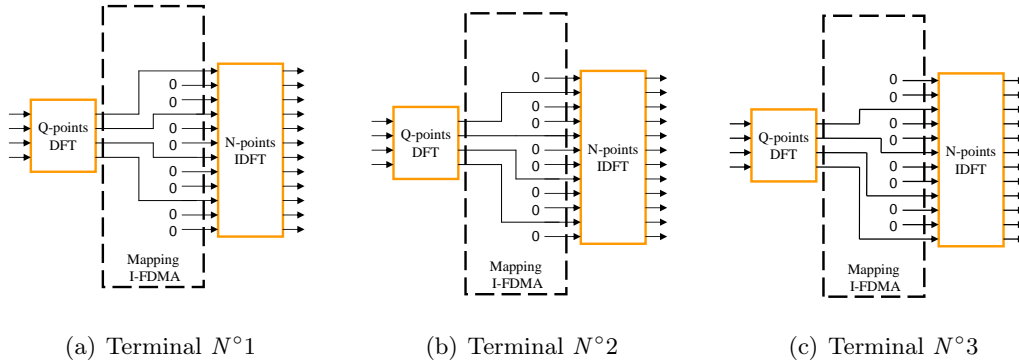 0
0
Q-points
DFT
0
0
N-points
IDFT
0
0
0
0
Mapping
I-FDMA
(a) Terminal N°1
0
0
0
Q-points
DFT
0
0
N-points
IDFT
0
0
0
Mapping
I-FDMA
(b) Terminal N°2
0
0
0
0
Q-points
DFT
0
0
N-points
IDFT
0
0
Mapping
I-FDMA
(c) Terminal N°3